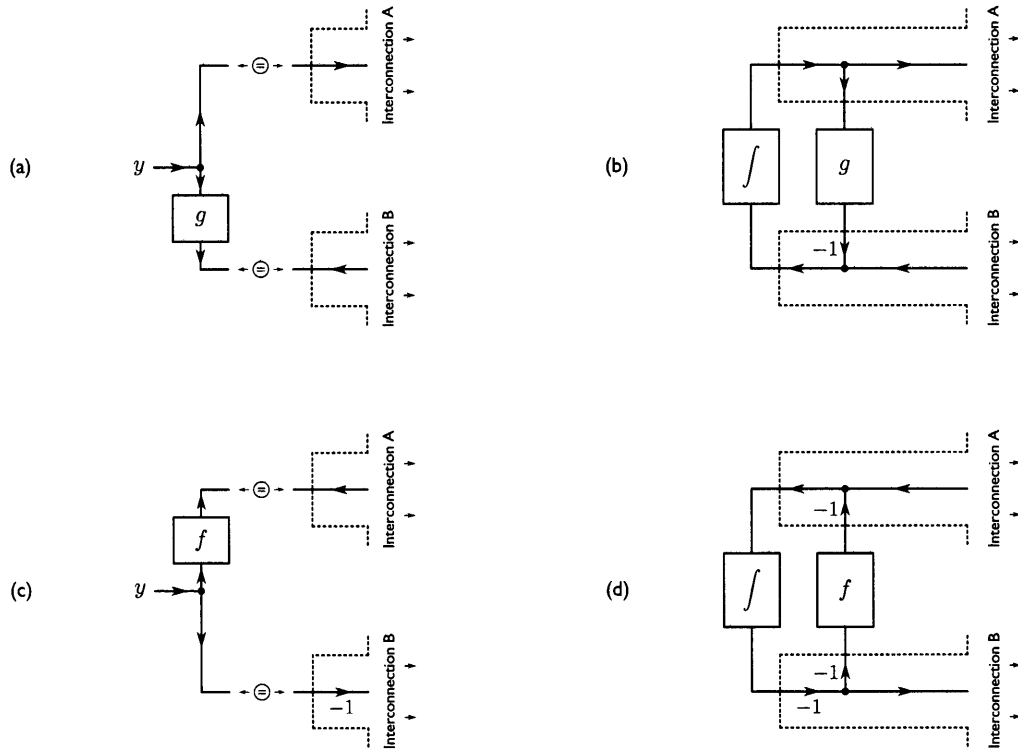 (a)
y
g
=
=
Interconnection A
Interconnection B
(b)
∫
g
-1
Interconnection A
Interconnection B
(c)
y
f
=
=
-1
Interconnection A
Interconnection B
(d)
∫
f
-1
-1
-1
Interconnection A
Interconnection B